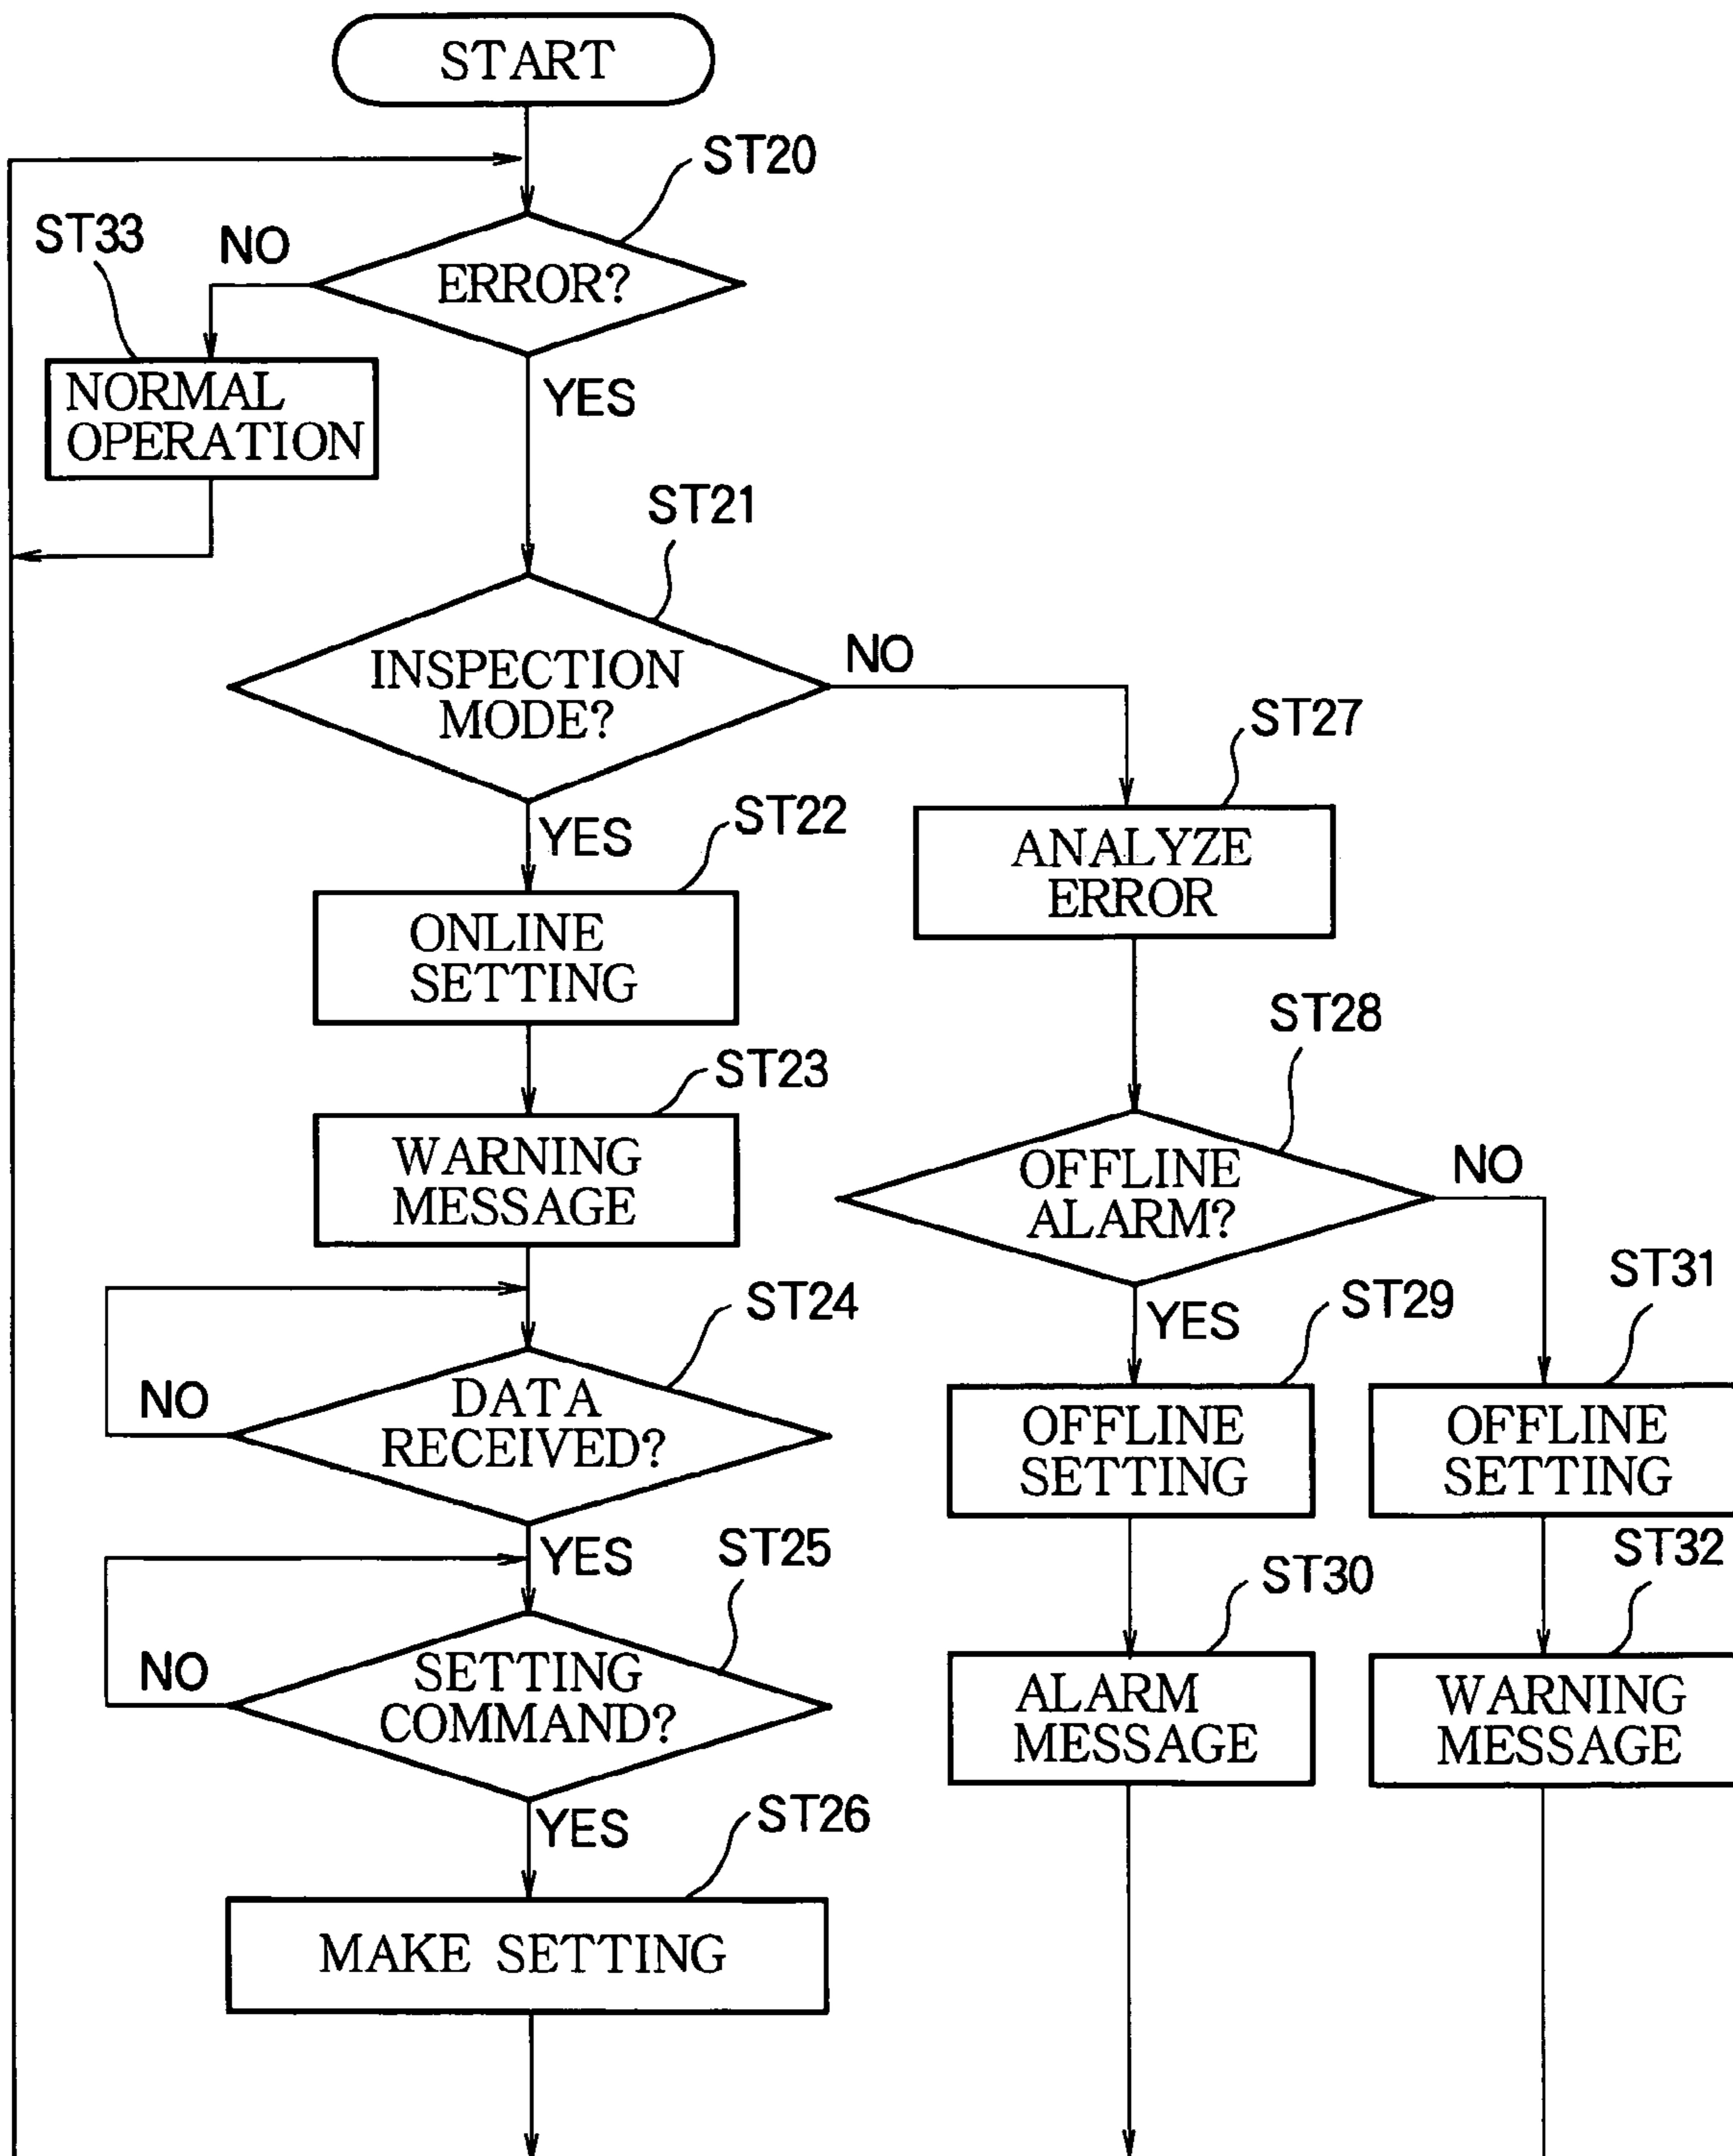 START
ST20
ST33
NO
ERROR?
NORMAL
OPERATION
YES
ST21
INSPECTION
MODE?
NO
ST27
YES
ST22
ANALYZE
ERROR
ONLINE
SETTING
ST28
ST23
WARNING
MESSAGE
OFFLINE
ALARM?
NO
ST24
YES
ST29
ST31
DATA
RECEIVED?
NO
OFFLINE
SETTING
OFFLINE
SETTING
YES
ST25
ST30
ST32
SETTING
COMMAND?
NO
ALARM
MESSAGE
WARNING
MESSAGE
YES
ST26
MAKE SETTING